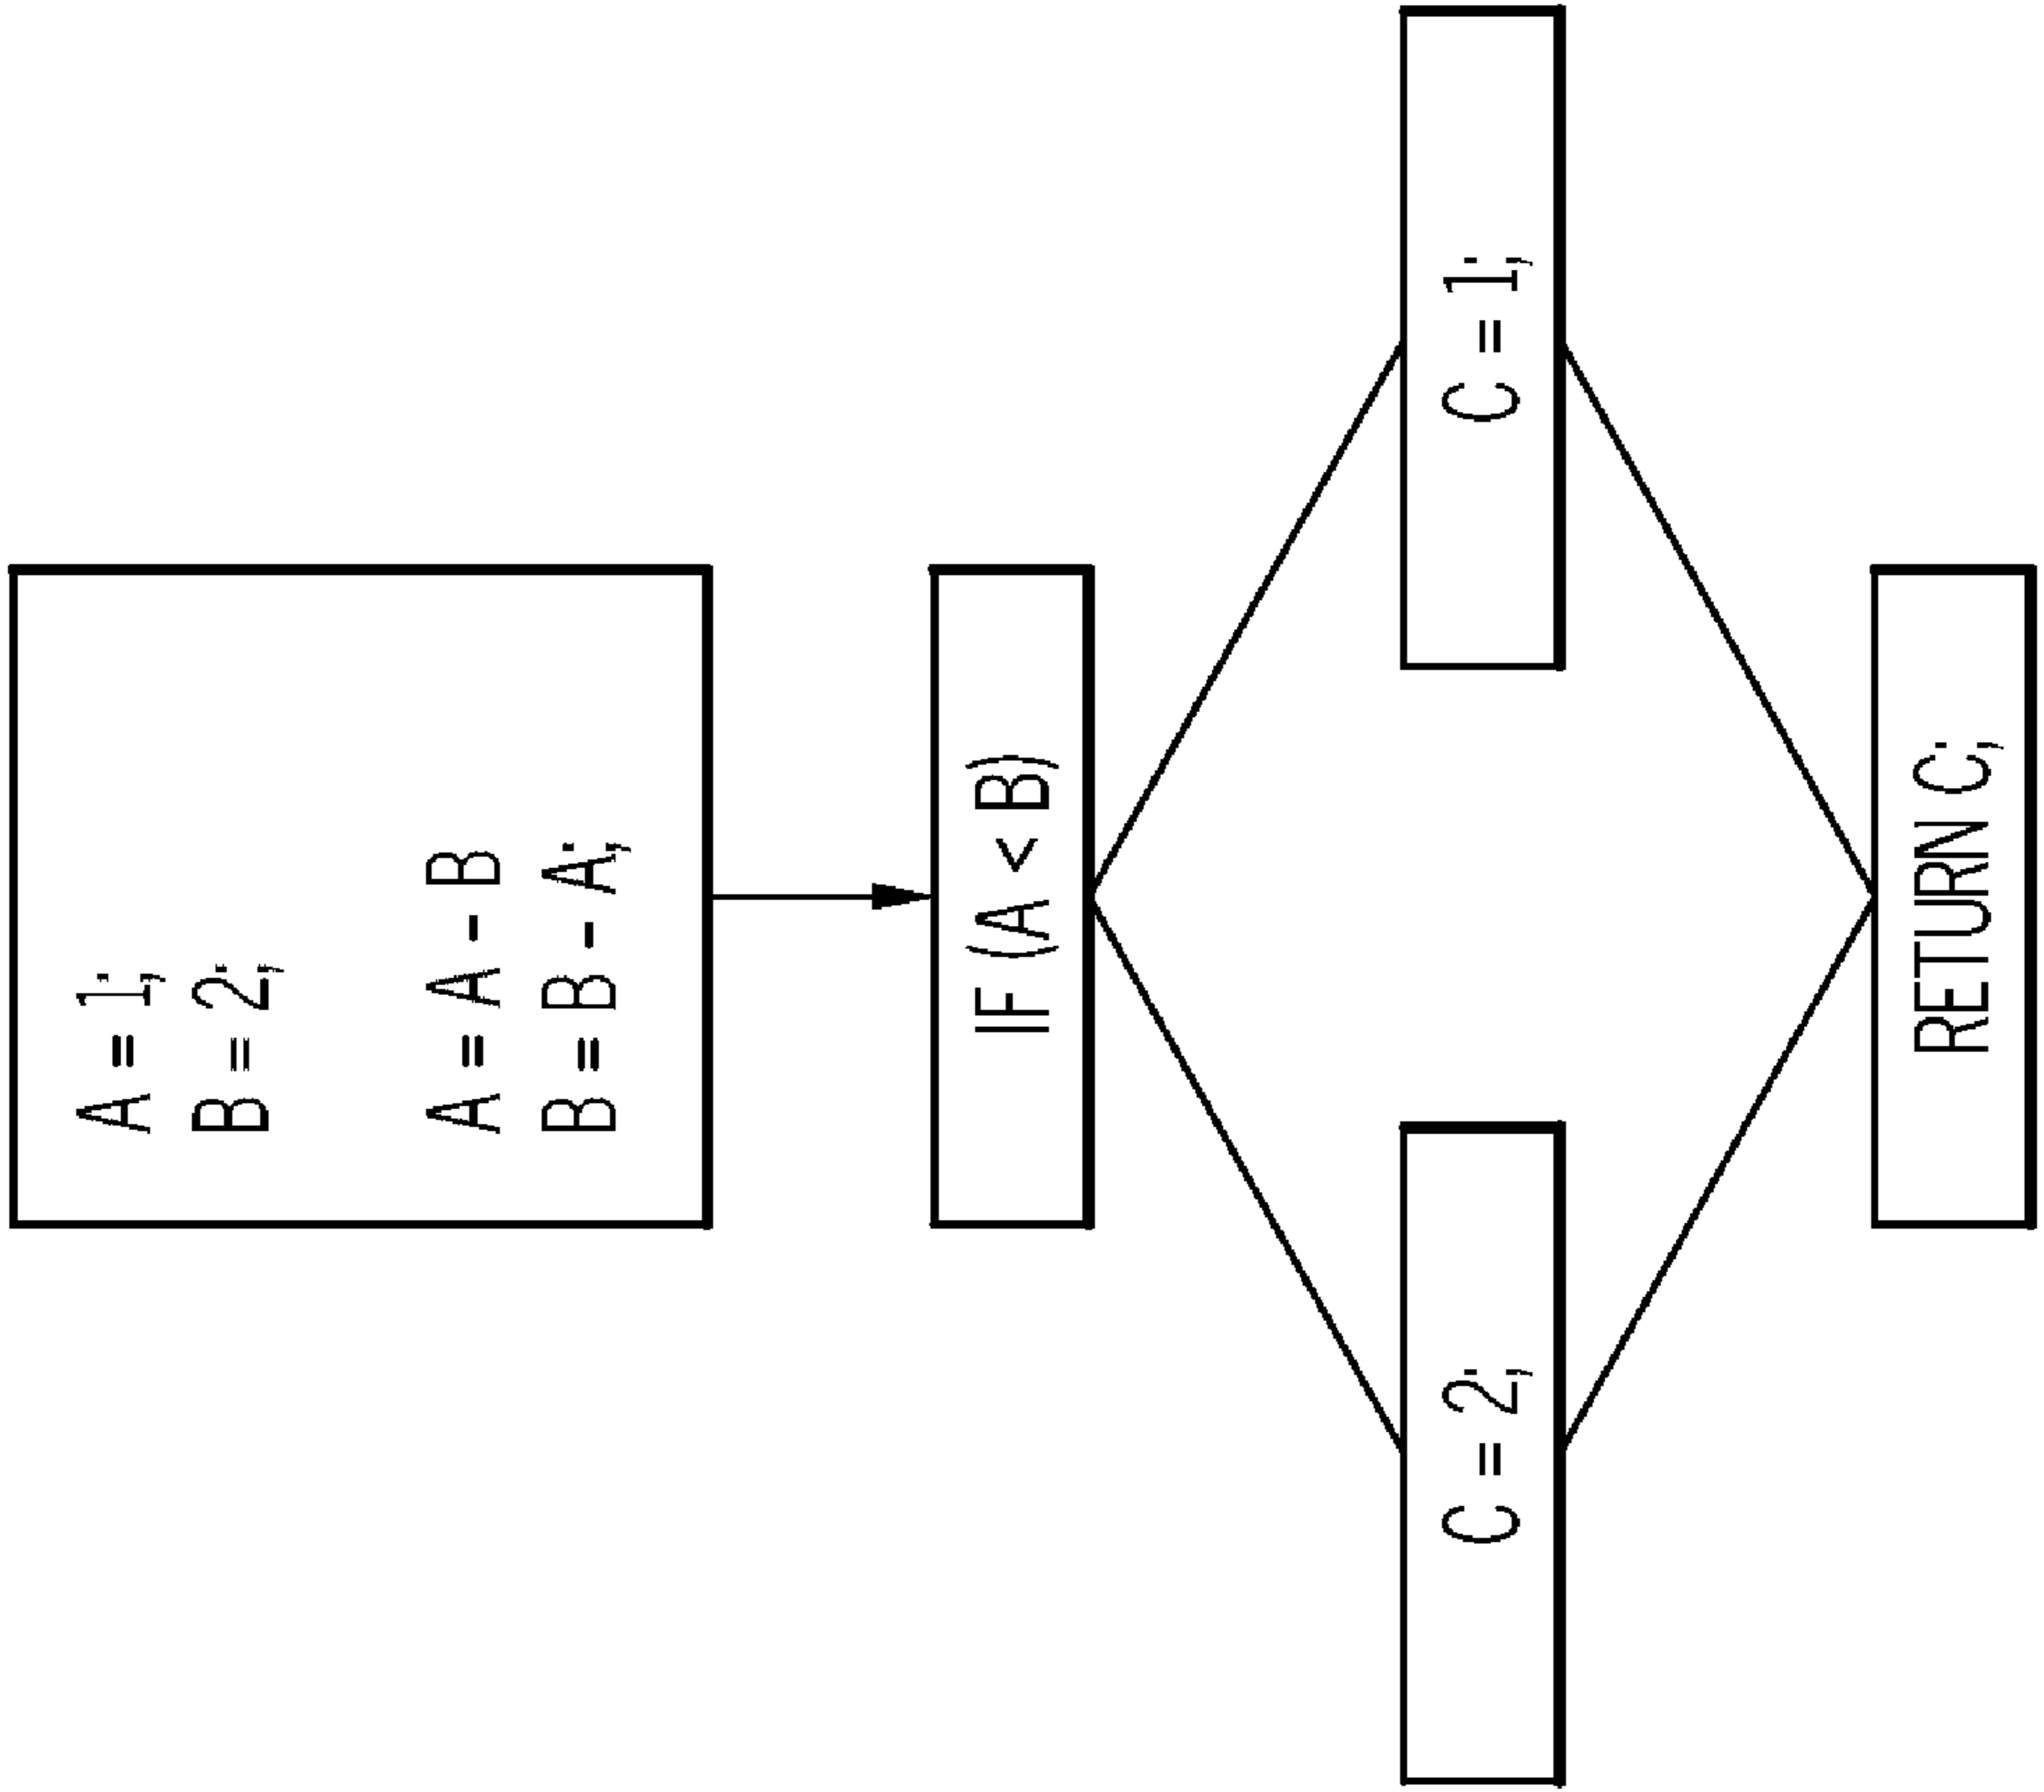 A = 1;
B = 2;
A = A - B
B = B - A;
IF (A < B)
C = 2;
C = 1;
RETURN C;